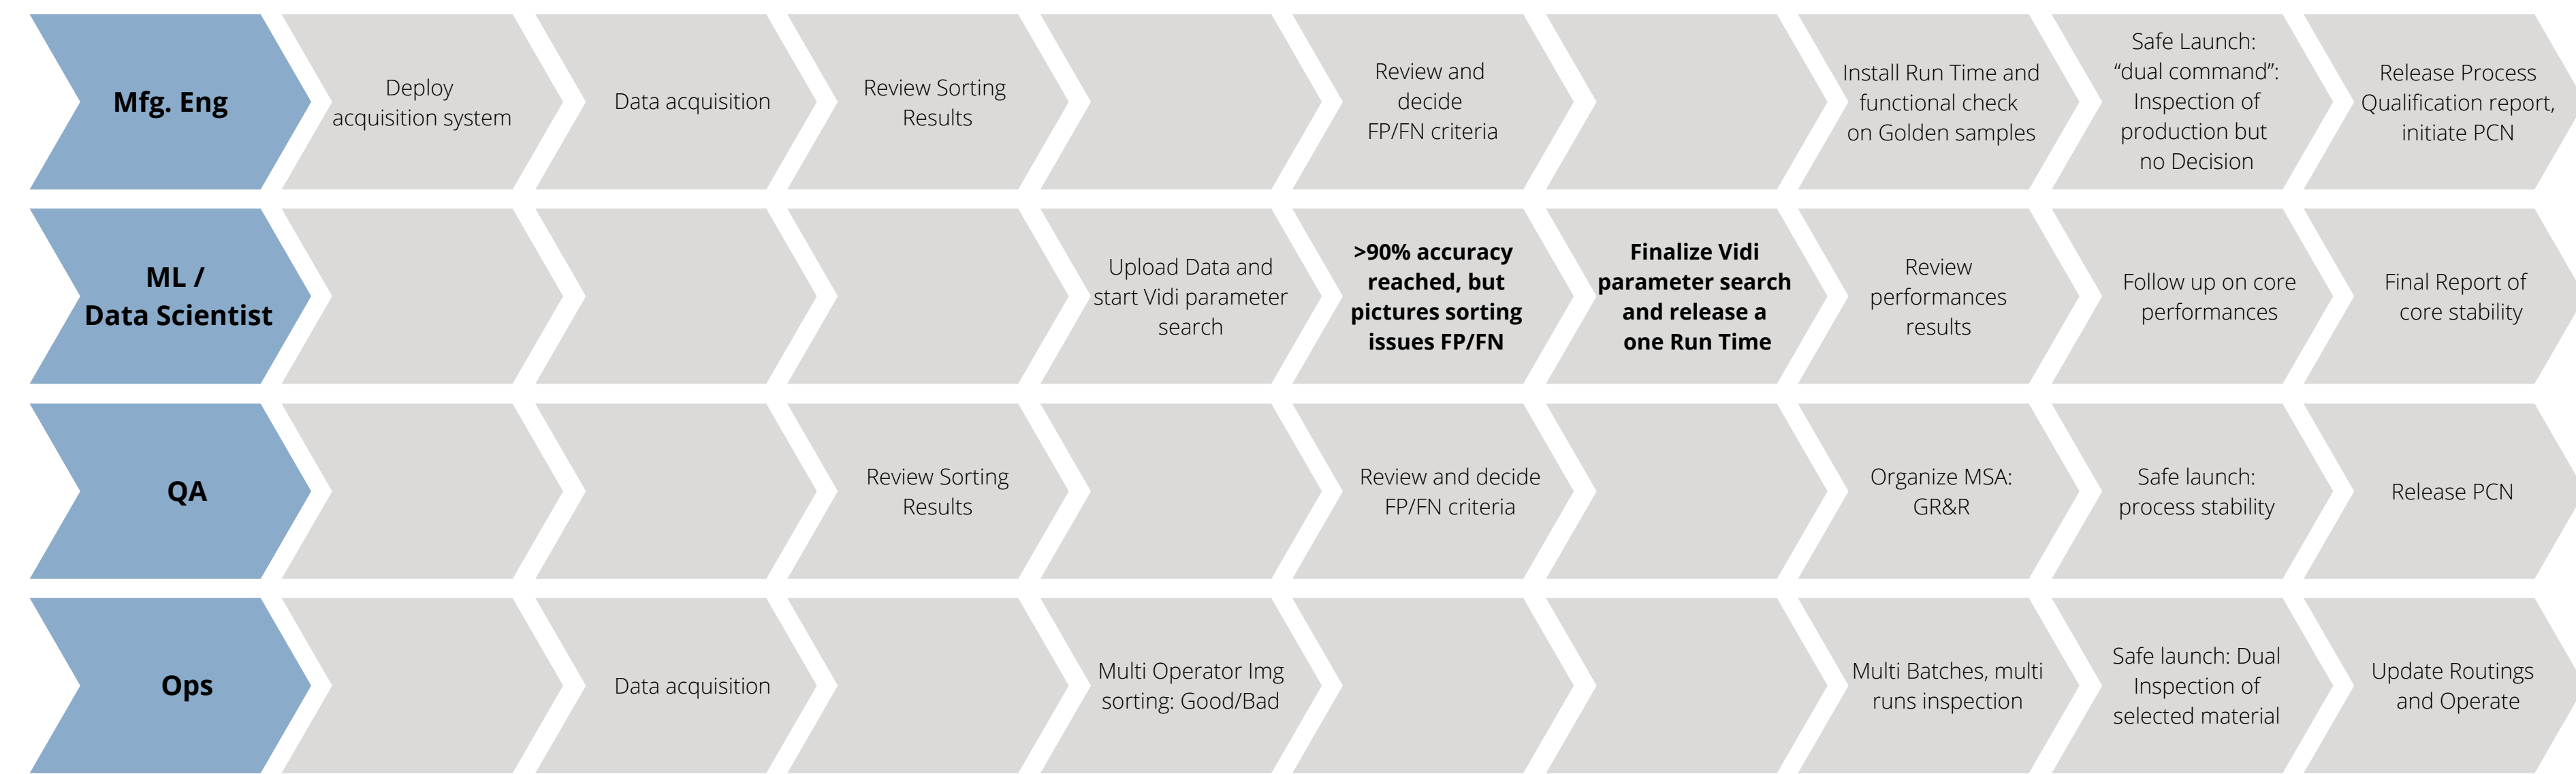 Mfg. Eng
Deploy
acquisition system
Data acquisition
Review Sorting
Results
Review and
decide
FP/FN criteria
Install Run Time and
functional check
on Golden samples
Safe Launch:
“dual command”:
Inspection of
production but
no Decision
Release Process
Qualification report,
initiate PCN
ML /
Data Scientist
Upload Data and
start Vidi parameter
search
>90% accuracy
reached, but
pictures sorting
issues FP/FN
Finalize Vidi
parameter search
and release a
one Run Time
Review
performances
results
Follow up on core
performances
Final Report of
core stability
QA
Review Sorting
Results
Review and decide
FP/FN criteria
Organize MSA:
GR&R
Safe launch:
process stability
Release PCN
Ops
Data acquisition
Multi Operator Img
sorting: Good/Bad
Multi Batches, multi
runs inspection
Safe launch: Dual
Inspection of
selected material
Update Routings
and Operate